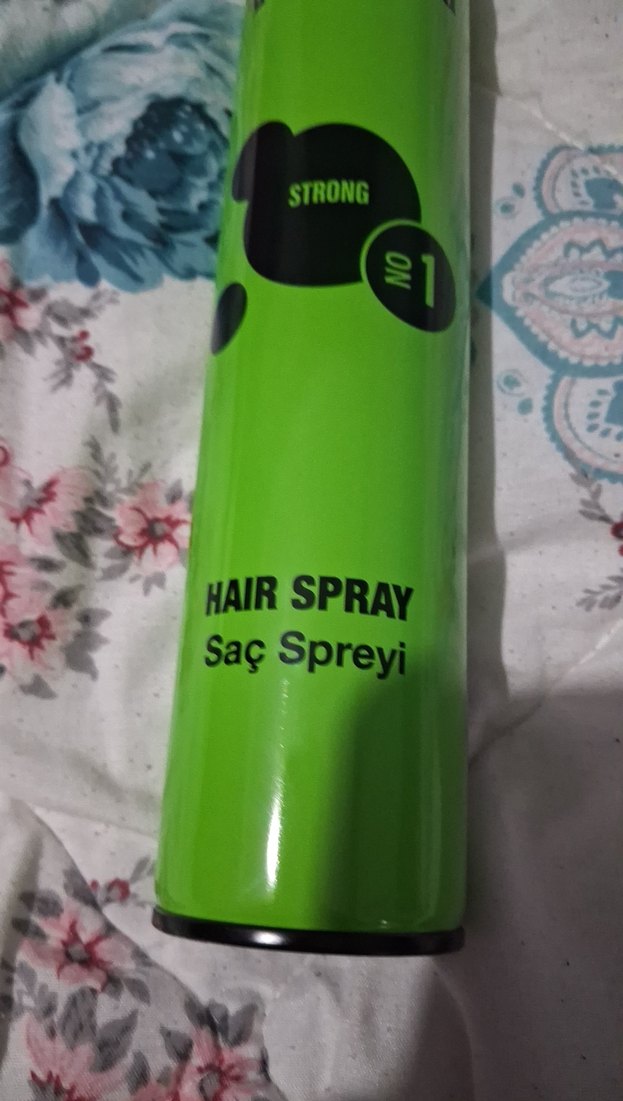 STRONG
NO 1
HAIR SPRAY
Saç Spreyi